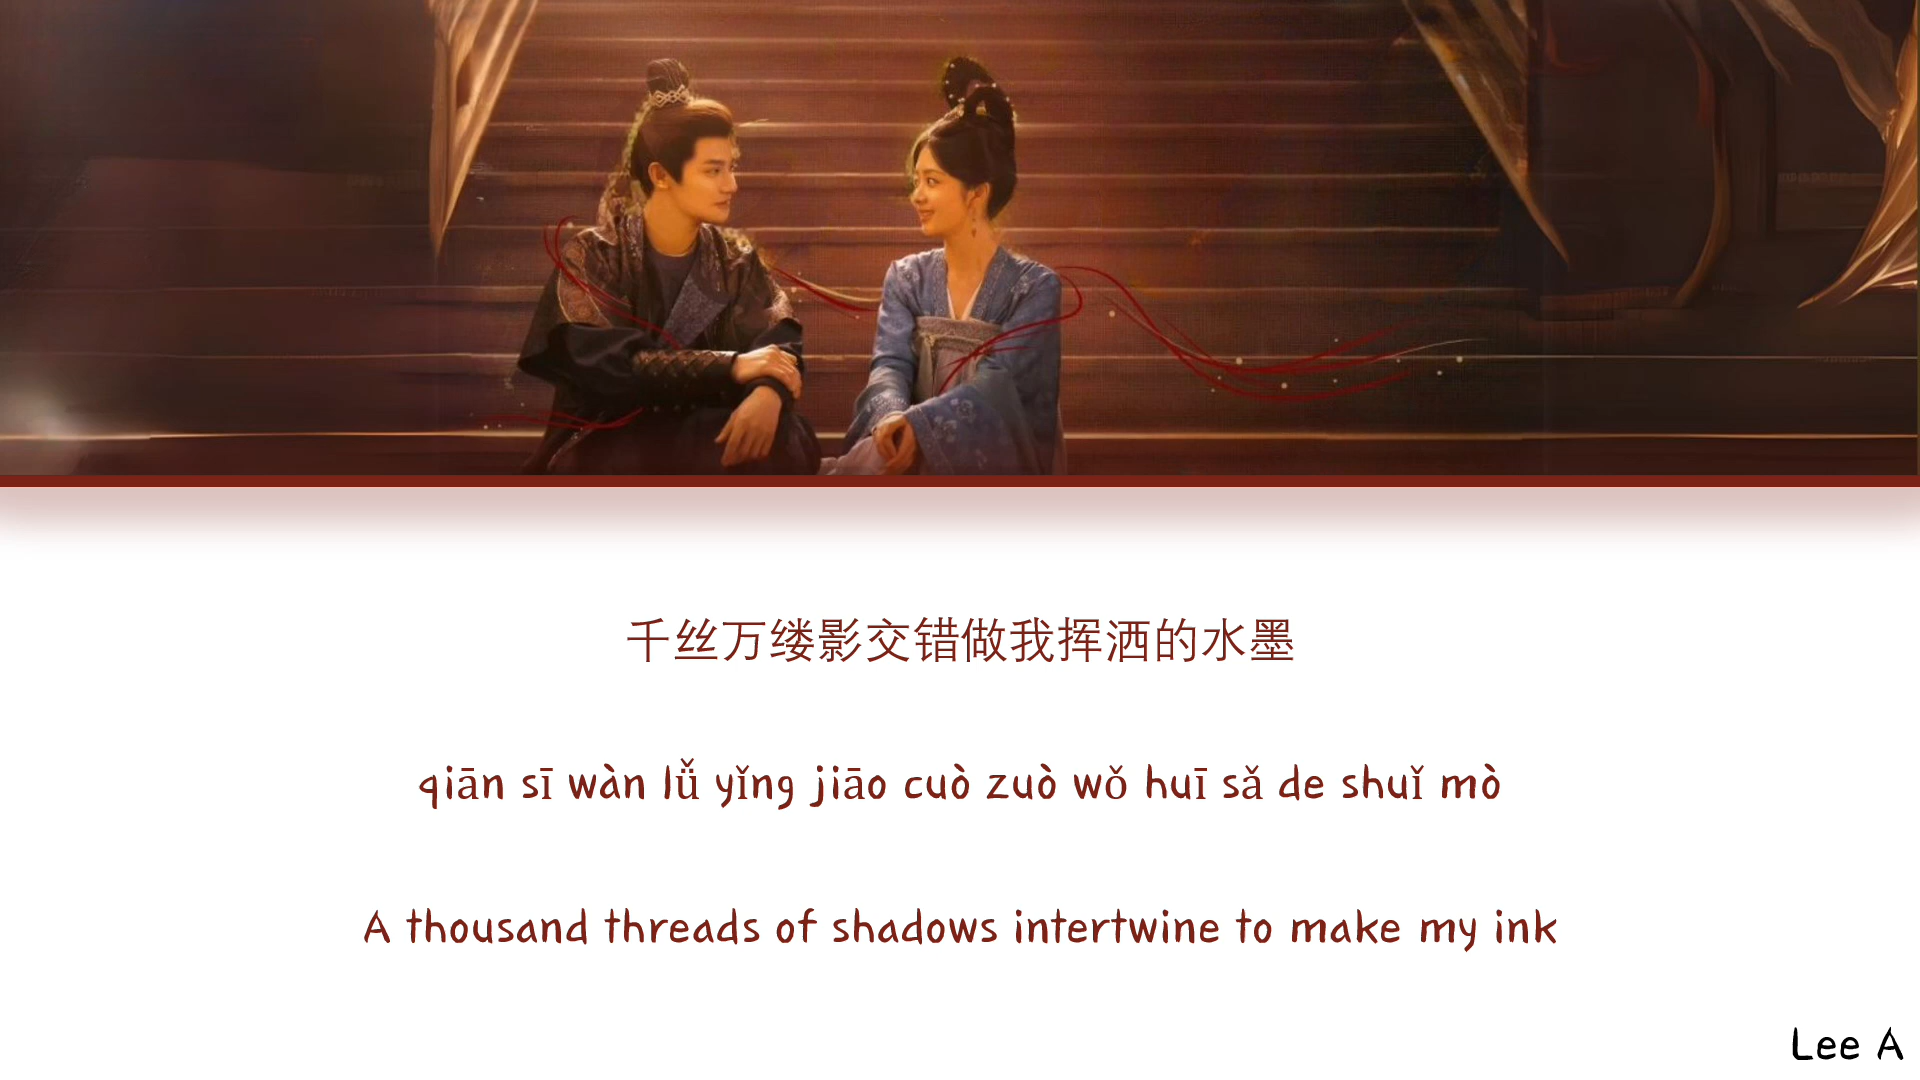 千丝万缕影交错做我挥洒的水墨
qiān sī wàn lǚ yǐng jiāo cuò zuò wǒ huī sǎ de shuǐ mò
A thousand threads of shadows intertwine to make my ink
Lee A